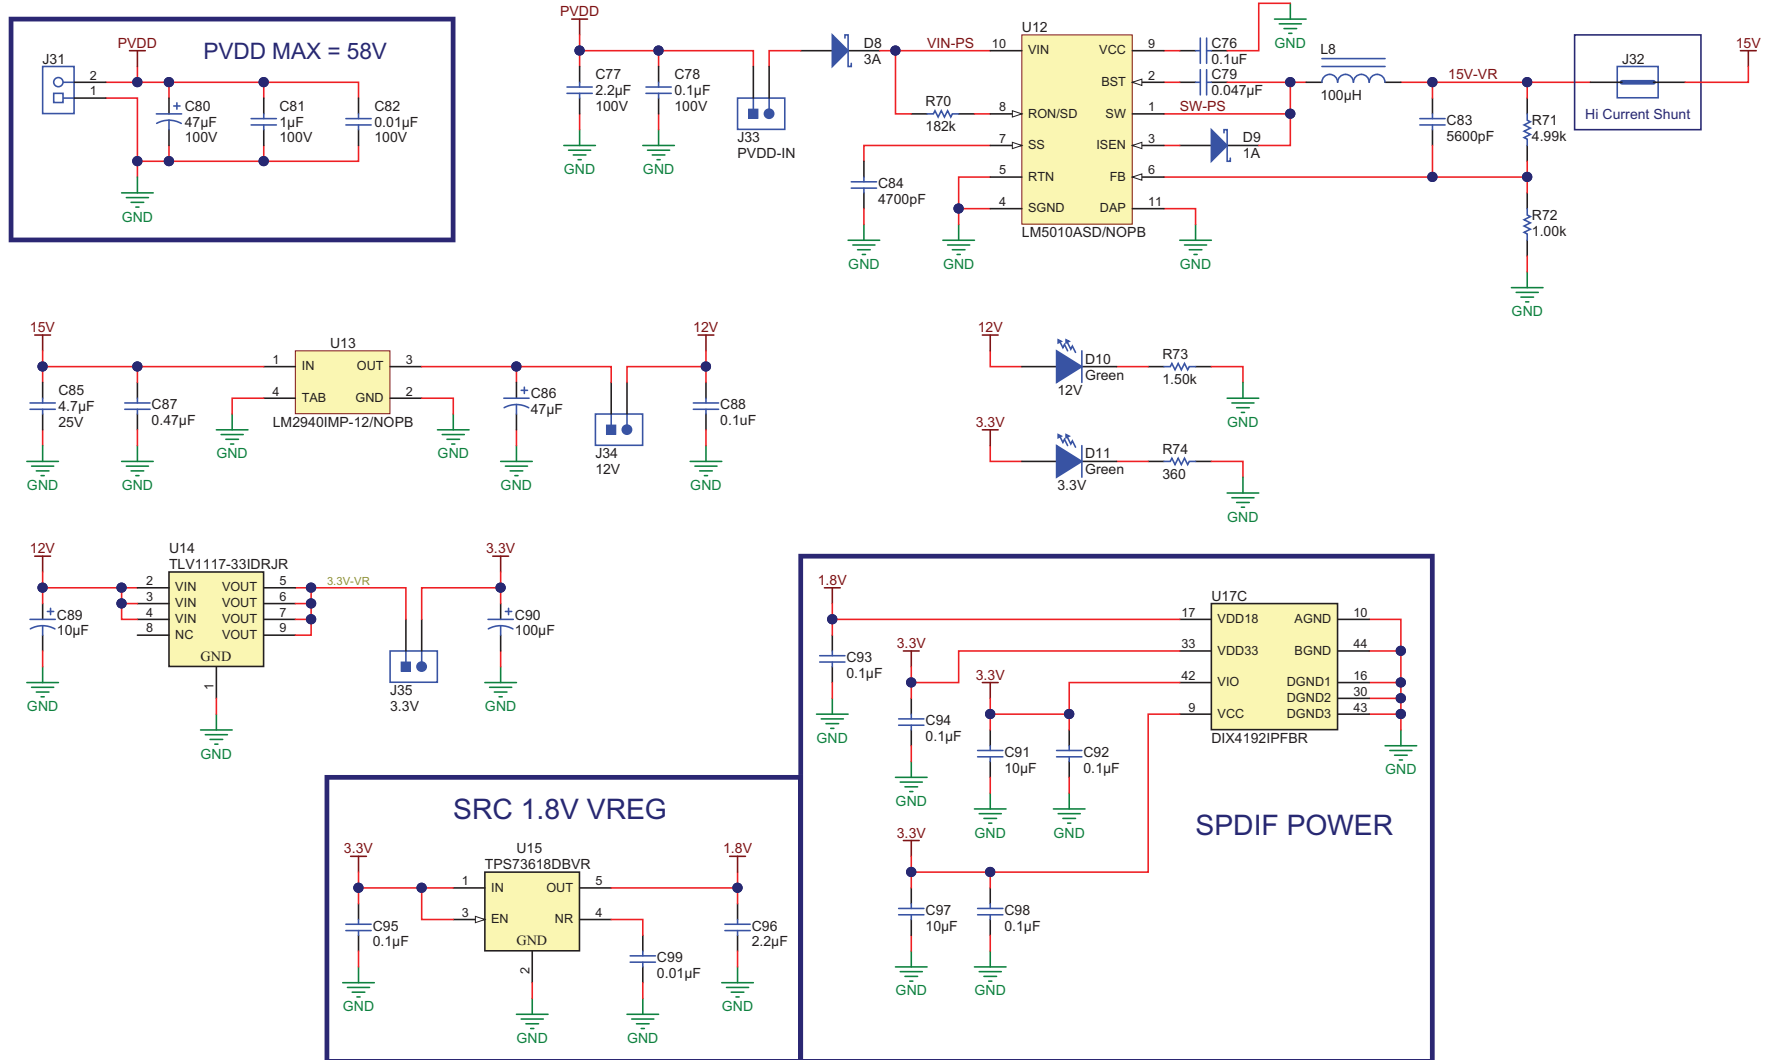 PVDD MAX = 58V
J31
PVDD
2
1
C80
47µF
100V
C81
1µF
100V
C82
0.01µF
100V
GND
PVDD
C77
2.2µF
100V
C78
0.1µF
100V
GND
GND
J33
PVDD-IN
D8
3A
VIN-PS
R70
182k
C84
4700pF
GND
GND
U12
10 VIN VCC 9
BST 2
8 RON/SD SW 1
7 SS ISEN 3
5 RTN FB 6
4 SGND DAP 11
LM5010ASD/NOPB
GND
C76
0.1uF
GND
C79
0.047µF
SW-PS
D9
1A
L8
100µH
15V-VR
C83
5600pF
R71
4.99k
R72
1.00k
GND
J32
Hi Current Shunt
15V
15V
C85
4.7µF
25V
GND
C87
0.47µF
GND
U13
1 IN OUT 3
4 TAB GND 2
LM2940IMP-12/NOPB
GND
GND
C86
47µF
GND
J34
12V
12V
C88
0.1uF
GND
12V
D10
Green
12V
R73
1.50k
GND
3.3V
D11
Green
3.3V
R74
360
GND
12V
C89
10µF
GND
U14
TLV1117-33IDRJR
2 VIN VOUT 5
3 VIN VOUT 6
4 VIN VOUT 7
8 NC VOUT 9
GND
1
GND
3.3V-VR
J35
3.3V
3.3V
C90
100µF
GND
SRC 1.8V VREG
3.3V
C95
0.1µF
GND
U15
TPS73618DBVR
1 IN OUT 5
3 EN NR 4
GND
2
GND
C99
0.01µF
GND
1.8V
C96
2.2µF
GND
1.8V
C93
0.1µF
GND
3.3V
C94
0.1µF
GND
3.3V
C91
10µF
GND
C92
0.1µF
GND
U17C
17 VDD18 AGND 10
33 VDD33 BGND 44
42 VIO DGND1 16
DGND2 30
9 VCC DGND3 43
DIX4192IPFBR
GND
SPDIF POWER
3.3V
C97
10µF
GND
C98
0.1µF
GND